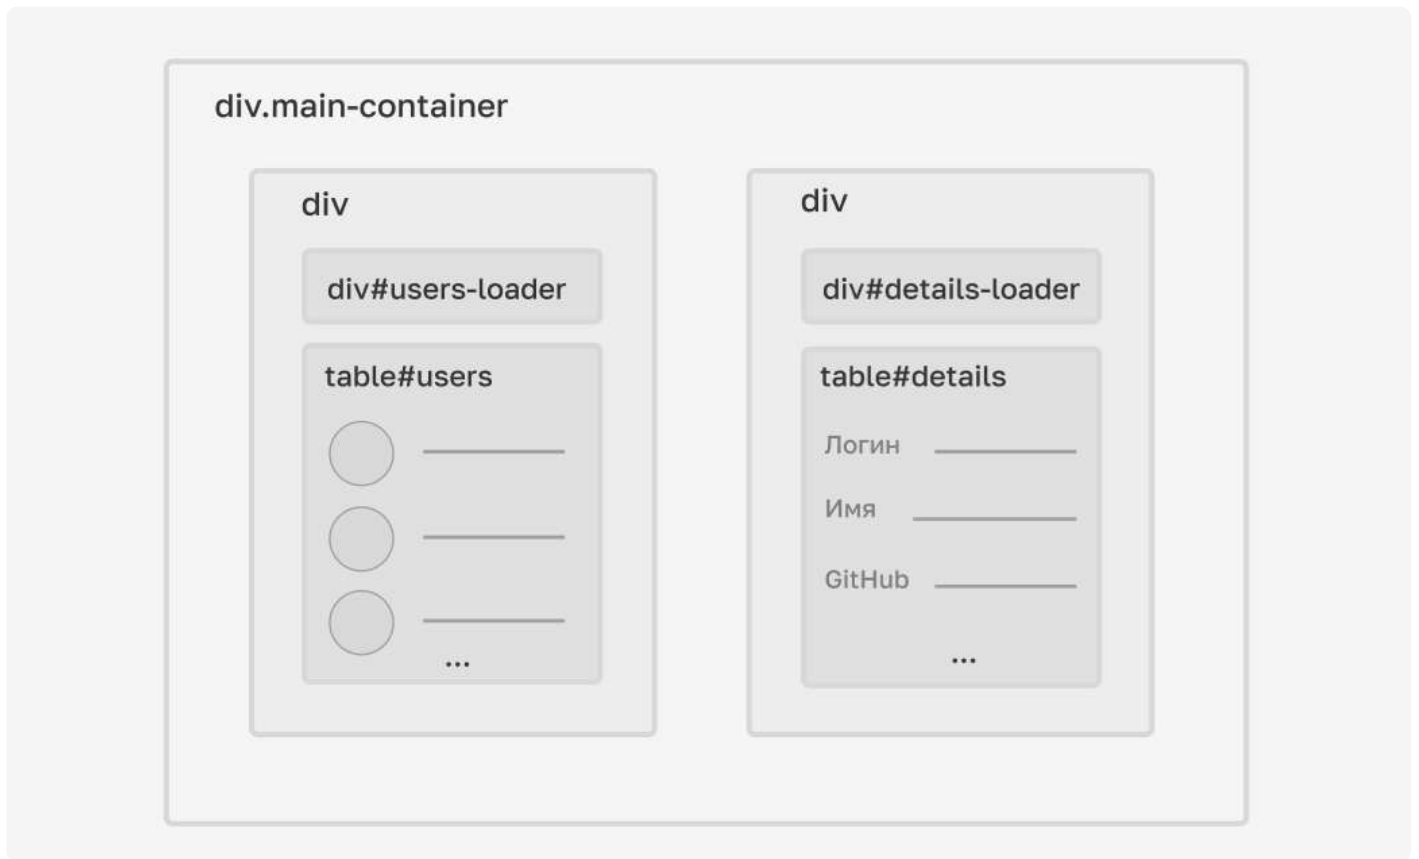 div.main-container
div
div#users-loader
table#users
...
div
div#details-loader
table#details
Логин
Имя
GitHub
...